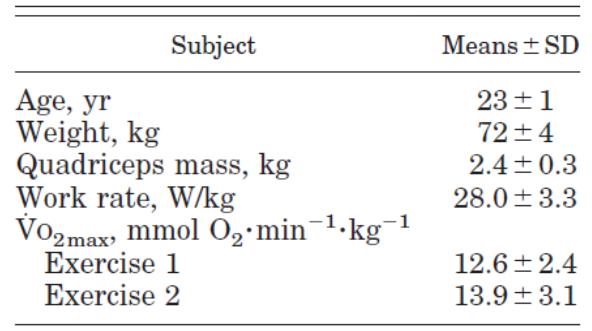 Subject Means ± SD
Age, yr 23 ± 1
Weight, kg 72 ± 4
Quadriceps mass, kg 2.4 ± 0.3
Work rate, W/kg 28.0 ± 3.3
V̇O₂max, mmol O₂·min⁻¹·kg⁻¹
Exercise 1 12.6 ± 2.4
Exercise 2 13.9 ± 3.1